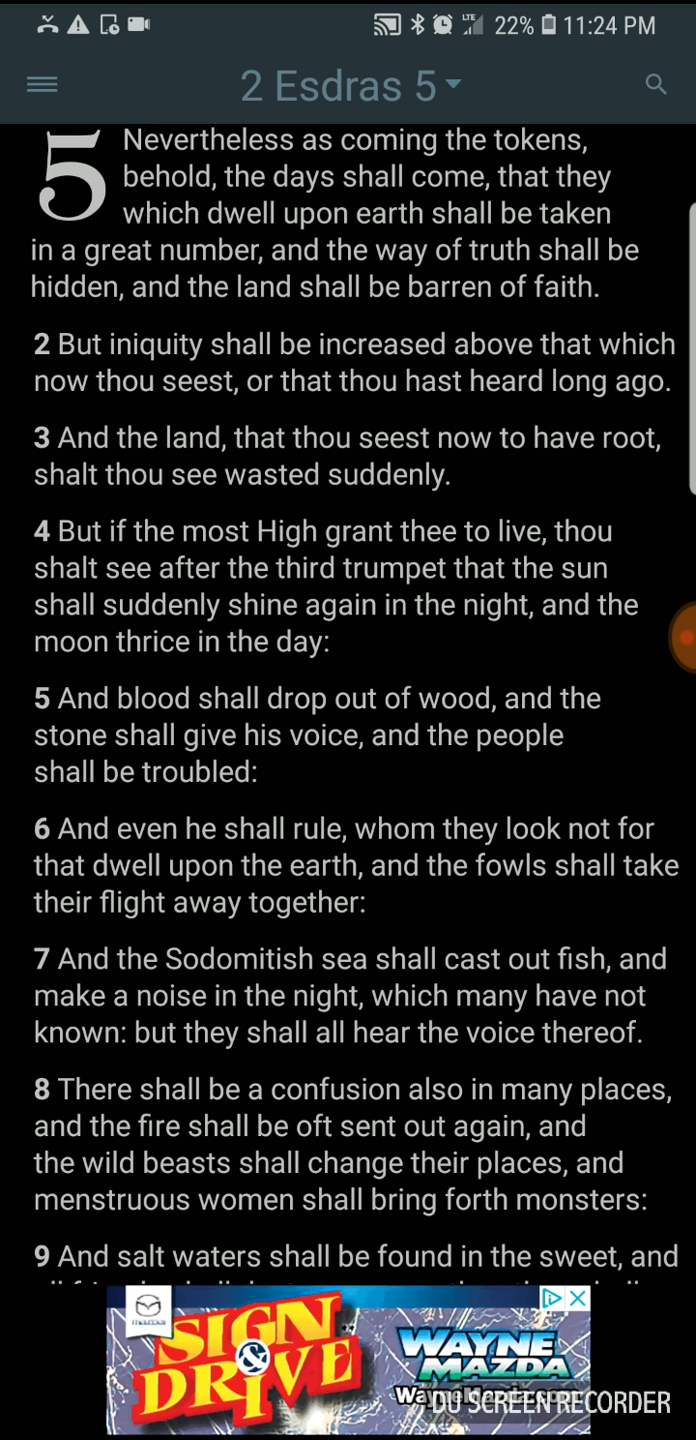 LTE 22% 11:24 PM
2 Esdras 5
5 Nevertheless as coming the tokens,
behold, the days shall come, that they
which dwell upon earth shall be taken
in a great number, and the way of truth shall be
hidden, and the land shall be barren of faith.
2 But iniquity shall be increased above that which
now thou seest, or that thou hast heard long ago.
3 And the land, that thou seest now to have root,
shalt thou see wasted suddenly.
4 But if the most High grant thee to live, thou
shalt see after the third trumpet that the sun
shall suddenly shine again in the night, and the
moon thrice in the day:
5 And blood shall drop out of wood, and the
stone shall give his voice, and the people
shall be troubled:
6 And even he shall rule, whom they look not for
that dwell upon the earth, and the fowls shall take
their flight away together:
7 And the Sodomitish sea shall cast out fish, and
make a noise in the night, which many have not
known: but they shall all hear the voice thereof.
8 There shall be a confusion also in many places,
and the fire shall be oft sent out again, and
the wild beasts shall change their places, and
menstruous women shall bring forth monsters:
9 And salt waters shall be found in the sweet, and
mazda
SIGN
&
DRIVE
WAYNE
MAZDA
DU SCREEN RECORDER